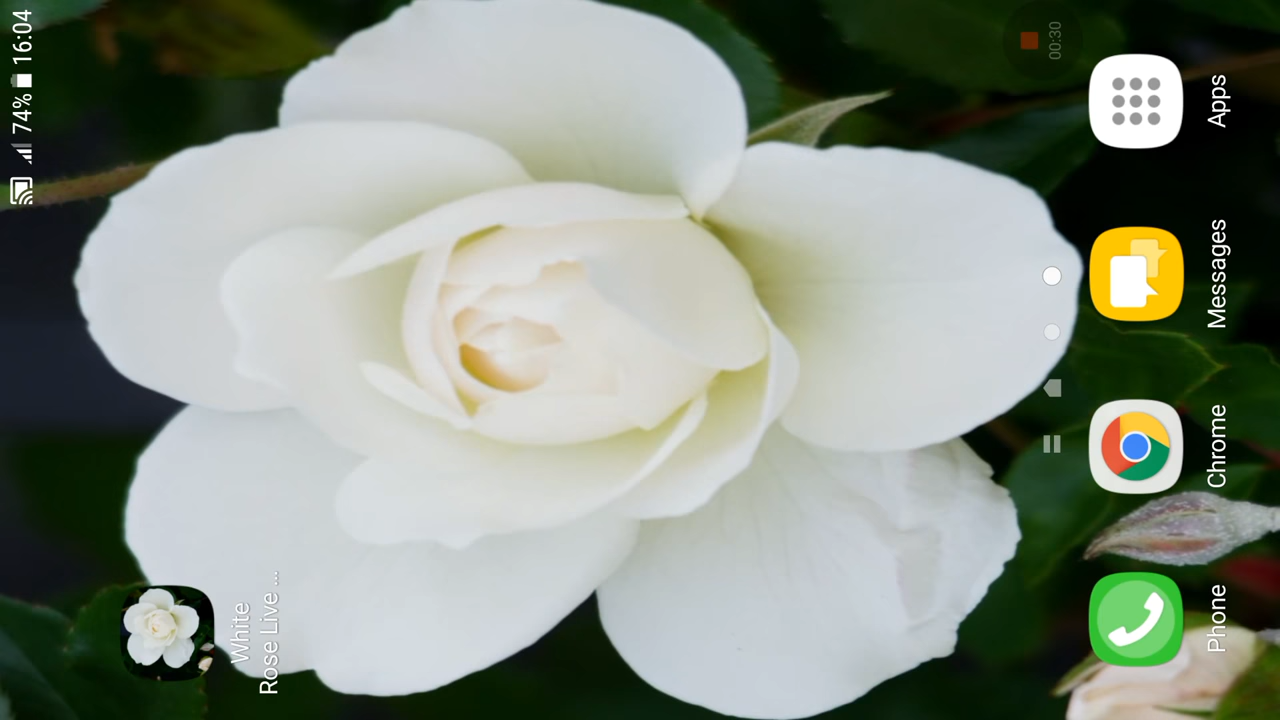 74% 16:04
00:30
White
Rose Live ...
Phone
Chrome
Messages
Apps